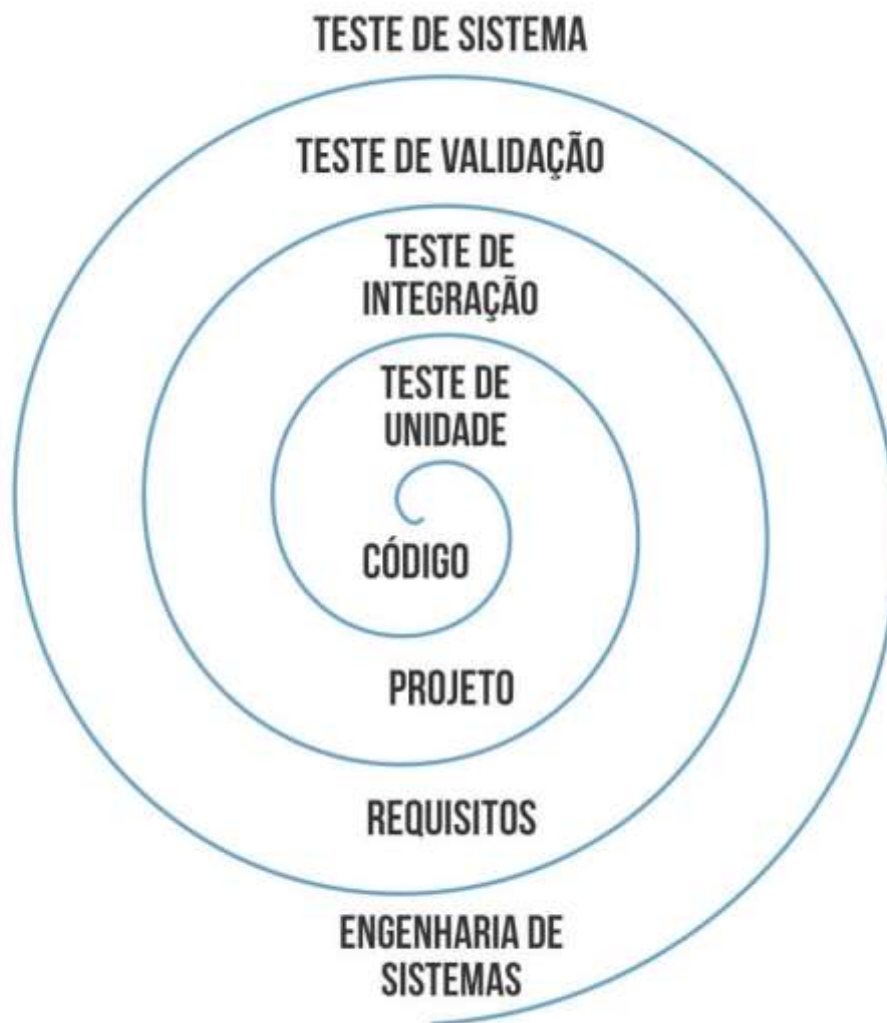 TESTE DE SISTEMA
TESTE DE VALIDAÇÃO
TESTE DE
INTEGRAÇÃO
TESTE DE
UNIDADE
CÓDIGO
PROJETO
REQUISITOS
ENGENHARIA DE
SISTEMAS